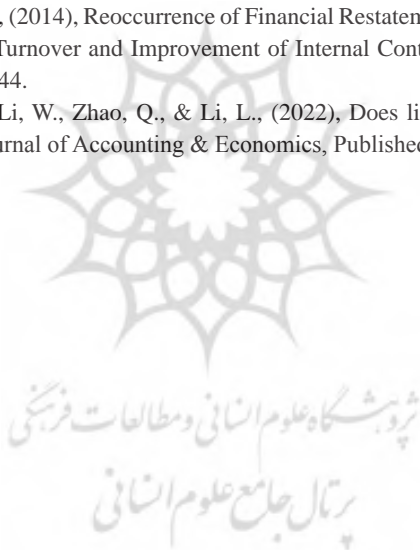 , (2014), Reoccurrence of Financial Restatem
Turnover and Improvement of Internal Cont
44.
Li, W., Zhao, Q., & Li, L., (2022), Does li
urnal of Accounting & Economics, Published
پژوهشگاه علوم انسانی و مطالعات فرهنگی
پرتال جامع علوم انسانی